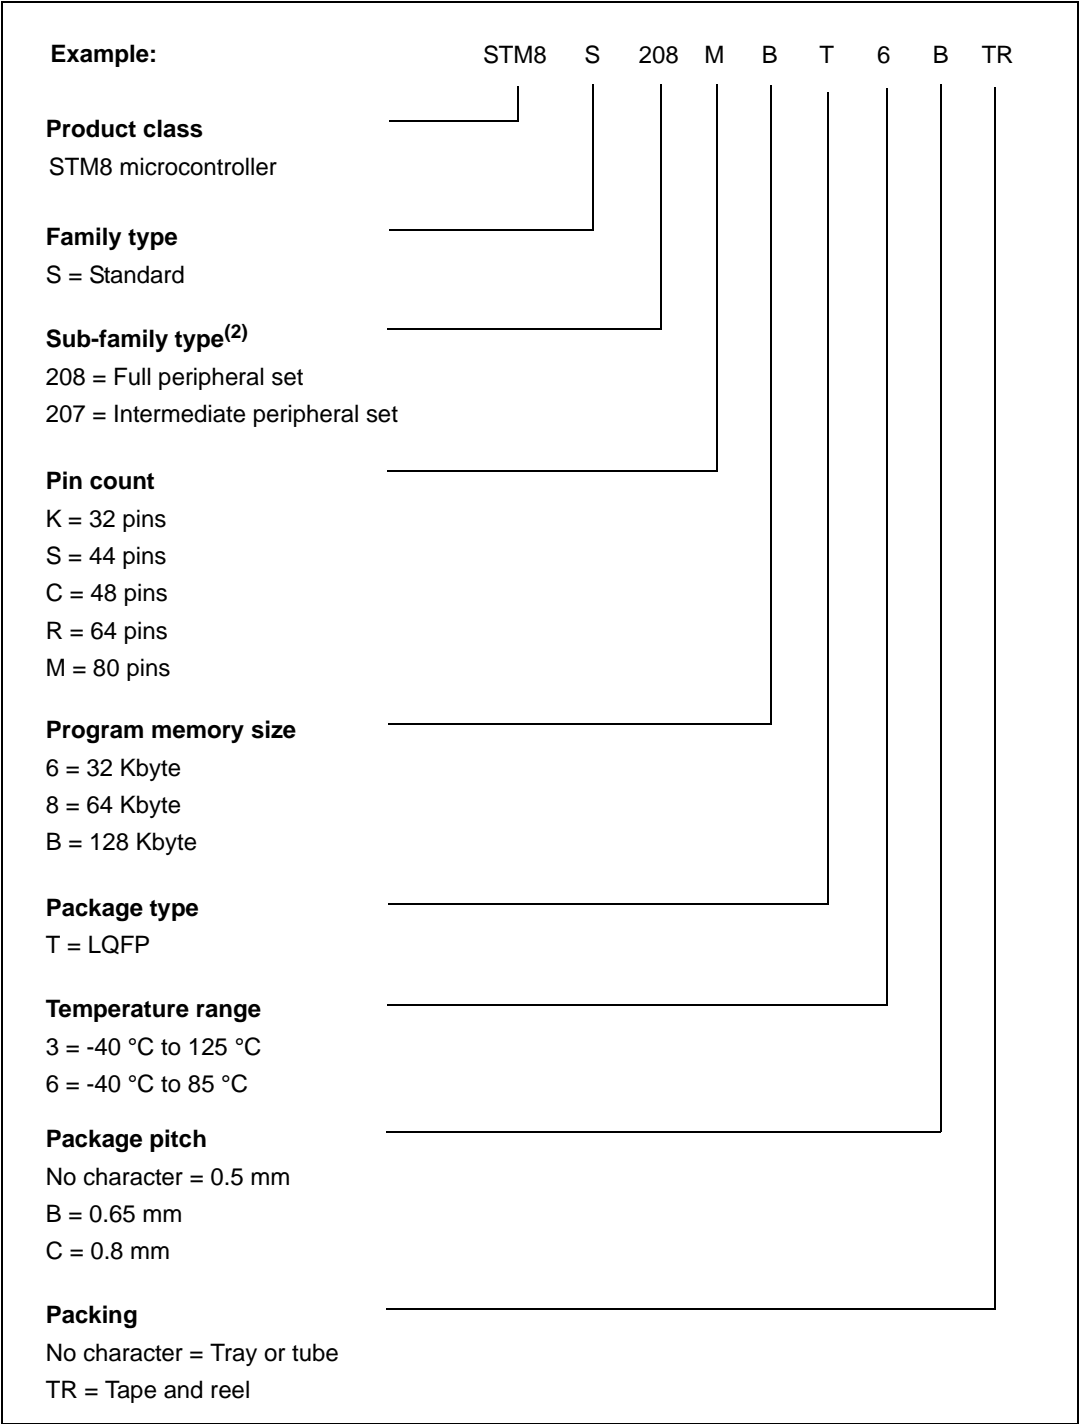 Example: STM8 S 208 M B T 6 B TR
Product class
STM8 microcontroller
Family type
S = Standard
Sub-family type(2)
208 = Full peripheral set
207 = Intermediate peripheral set
Pin count
K = 32 pins
S = 44 pins
C = 48 pins
R = 64 pins
M = 80 pins
Program memory size
6 = 32 Kbyte
8 = 64 Kbyte
B = 128 Kbyte
Package type
T = LQFP
Temperature range
3 = -40 °C to 125 °C
6 = -40 °C to 85 °C
Package pitch
No character = 0.5 mm
B = 0.65 mm
C = 0.8 mm
Packing
No character = Tray or tube
TR = Tape and reel